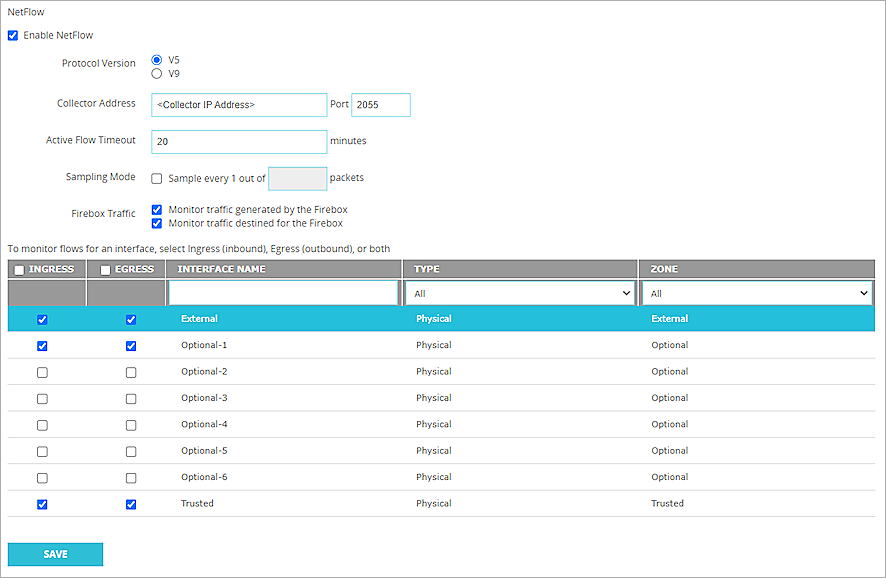 NetFlow
Enable NetFlow
Protocol Version V5
V9
Collector Address <Collector IP Address> Port 2055
Active Flow Timeout 20 minutes
Sampling Mode Sample every 1 out of packets
Firebox Traffic Monitor traffic generated by the Firebox
Monitor traffic destined for the Firebox
To monitor flows for an interface, select Ingress (inbound), Egress (outbound), or both
INGRESS EGRESS INTERFACE NAME TYPE ZONE
All All
External Physical External
Optional-1 Physical Optional
Optional-2 Physical Optional
Optional-3 Physical Optional
Optional-4 Physical Optional
Optional-5 Physical Optional
Optional-6 Physical Optional
Trusted Physical Trusted
SAVE